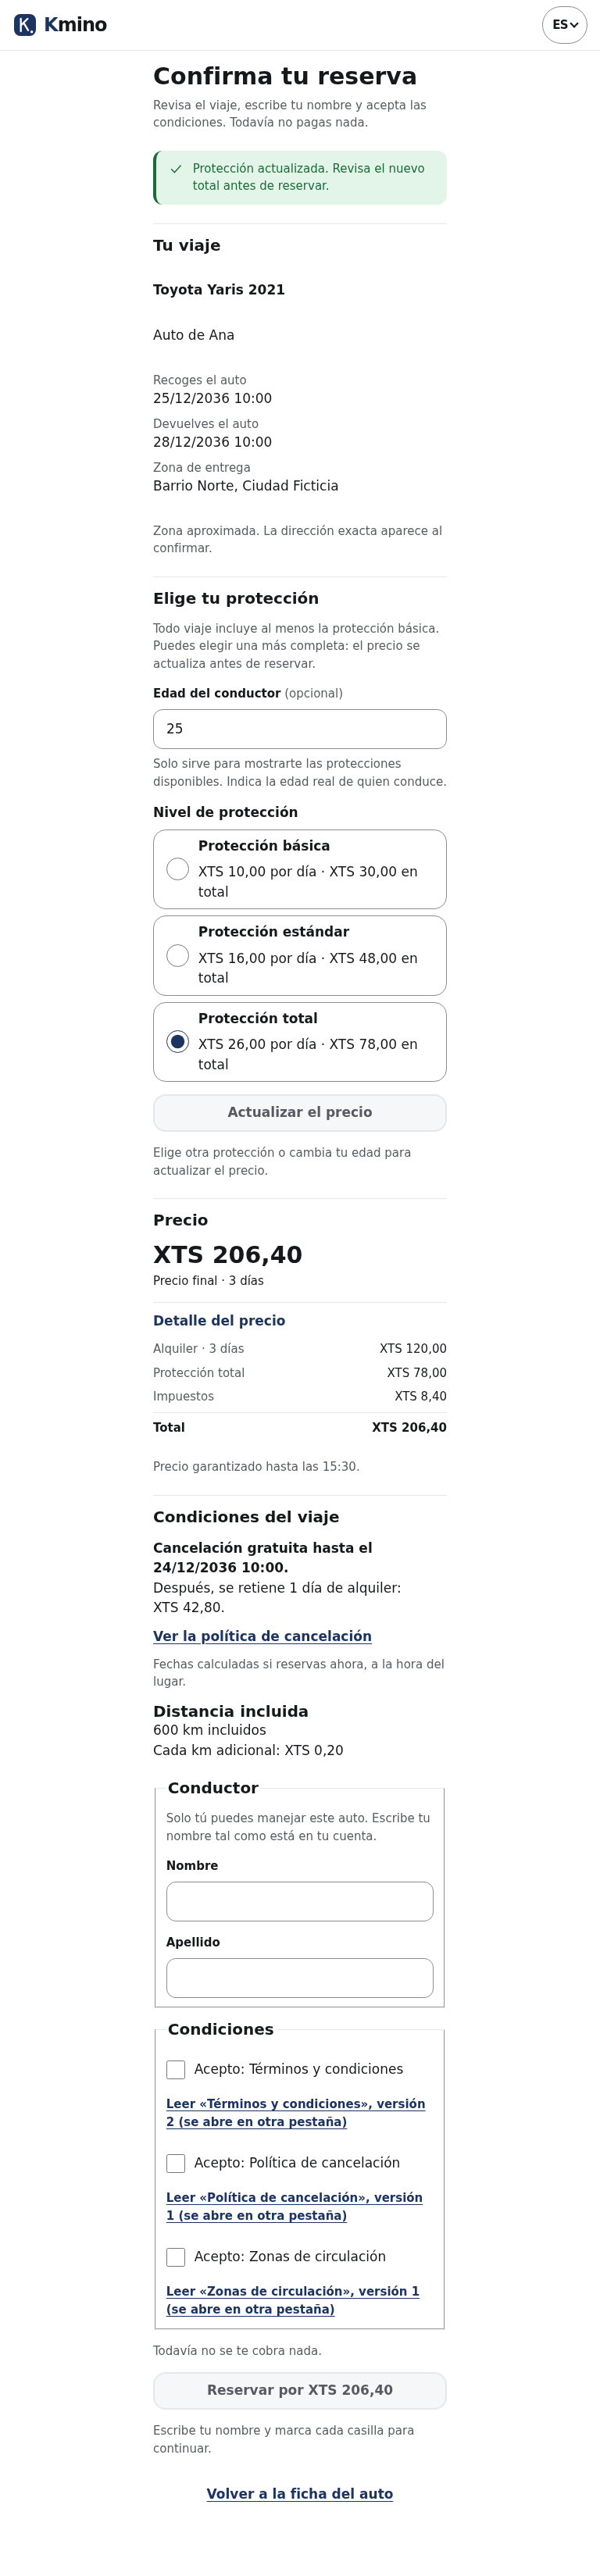 Kmino
ES
Confirma tu reserva
Revisa el viaje, escribe tu nombre y acepta las
condiciones. Todavía no pagas nada.
Protección actualizada. Revisa el nuevo
total antes de reservar.
Tu viaje
Toyota Yaris 2021
Auto de Ana
Recoges el auto
25/12/2036 10:00
Devuelves el auto
28/12/2036 10:00
Zona de entrega
Barrio Norte, Ciudad Ficticia
Zona aproximada. La dirección exacta aparece al
confirmar.
Elige tu protección
Todo viaje incluye al menos la protección básica.
Puedes elegir una más completa: el precio se
actualiza antes de reservar.
Edad del conductor (opcional)
25
Solo sirve para mostrarte las protecciones
disponibles. Indica la edad real de quien conduce.
Nivel de protección
Protección básica
XTS 10,00 por día · XTS 30,00 en
total
Protección estándar
XTS 16,00 por día · XTS 48,00 en
total
Protección total
XTS 26,00 por día · XTS 78,00 en
total
Actualizar el precio
Elige otra protección o cambia tu edad para
actualizar el precio.
Precio
XTS 206,40
Precio final · 3 días
Detalle del precio
Alquiler · 3 días XTS 120,00
Protección total XTS 78,00
Impuestos XTS 8,40
Total XTS 206,40
Precio garantizado hasta las 15:30.
Condiciones del viaje
Cancelación gratuita hasta el
24/12/2036 10:00.
Después, se retiene 1 día de alquiler:
XTS 42,80.
Ver la política de cancelación
Fechas calculadas si reservas ahora, a la hora del
lugar.
Distancia incluida
600 km incluidos
Cada km adicional: XTS 0,20
Conductor
Solo tú puedes manejar este auto. Escribe tu
nombre tal como está en tu cuenta.
Nombre
Apellido
Condiciones
Acepto: Términos y condiciones
Leer «Términos y condiciones», versión
2 (se abre en otra pestaña)
Acepto: Política de cancelación
Leer «Política de cancelación», versión
1 (se abre en otra pestaña)
Acepto: Zonas de circulación
Leer «Zonas de circulación», versión 1
(se abre en otra pestaña)
Todavía no se te cobra nada.
Reservar por XTS 206,40
Escribe tu nombre y marca cada casilla para
continuar.
Volver a la ficha del auto